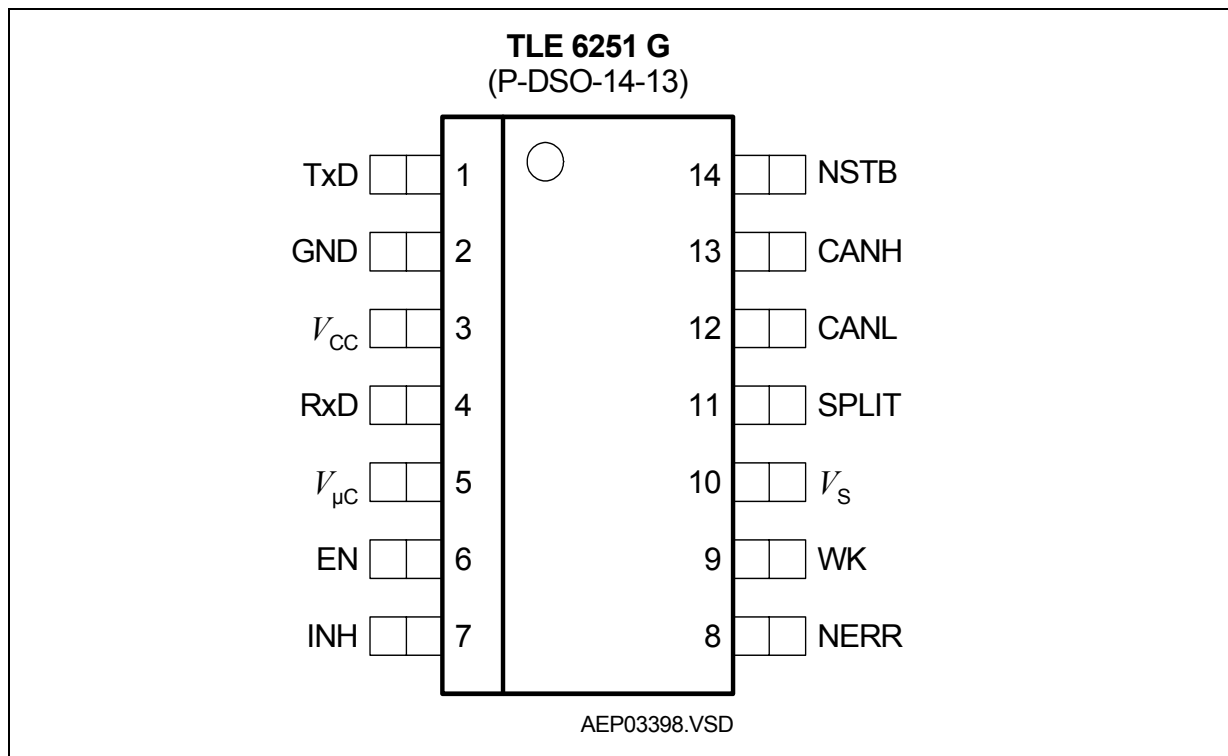 TLE 6251 G
(P-DSO-14-13)
TxD 1 14 NSTB
GND 2 13 CANH
VCC 3 12 CANL
RxD 4 11 SPLIT
VµC 5 10 VS
EN 6 9 WK
INH 7 8 NERR
AEP03398.VSD